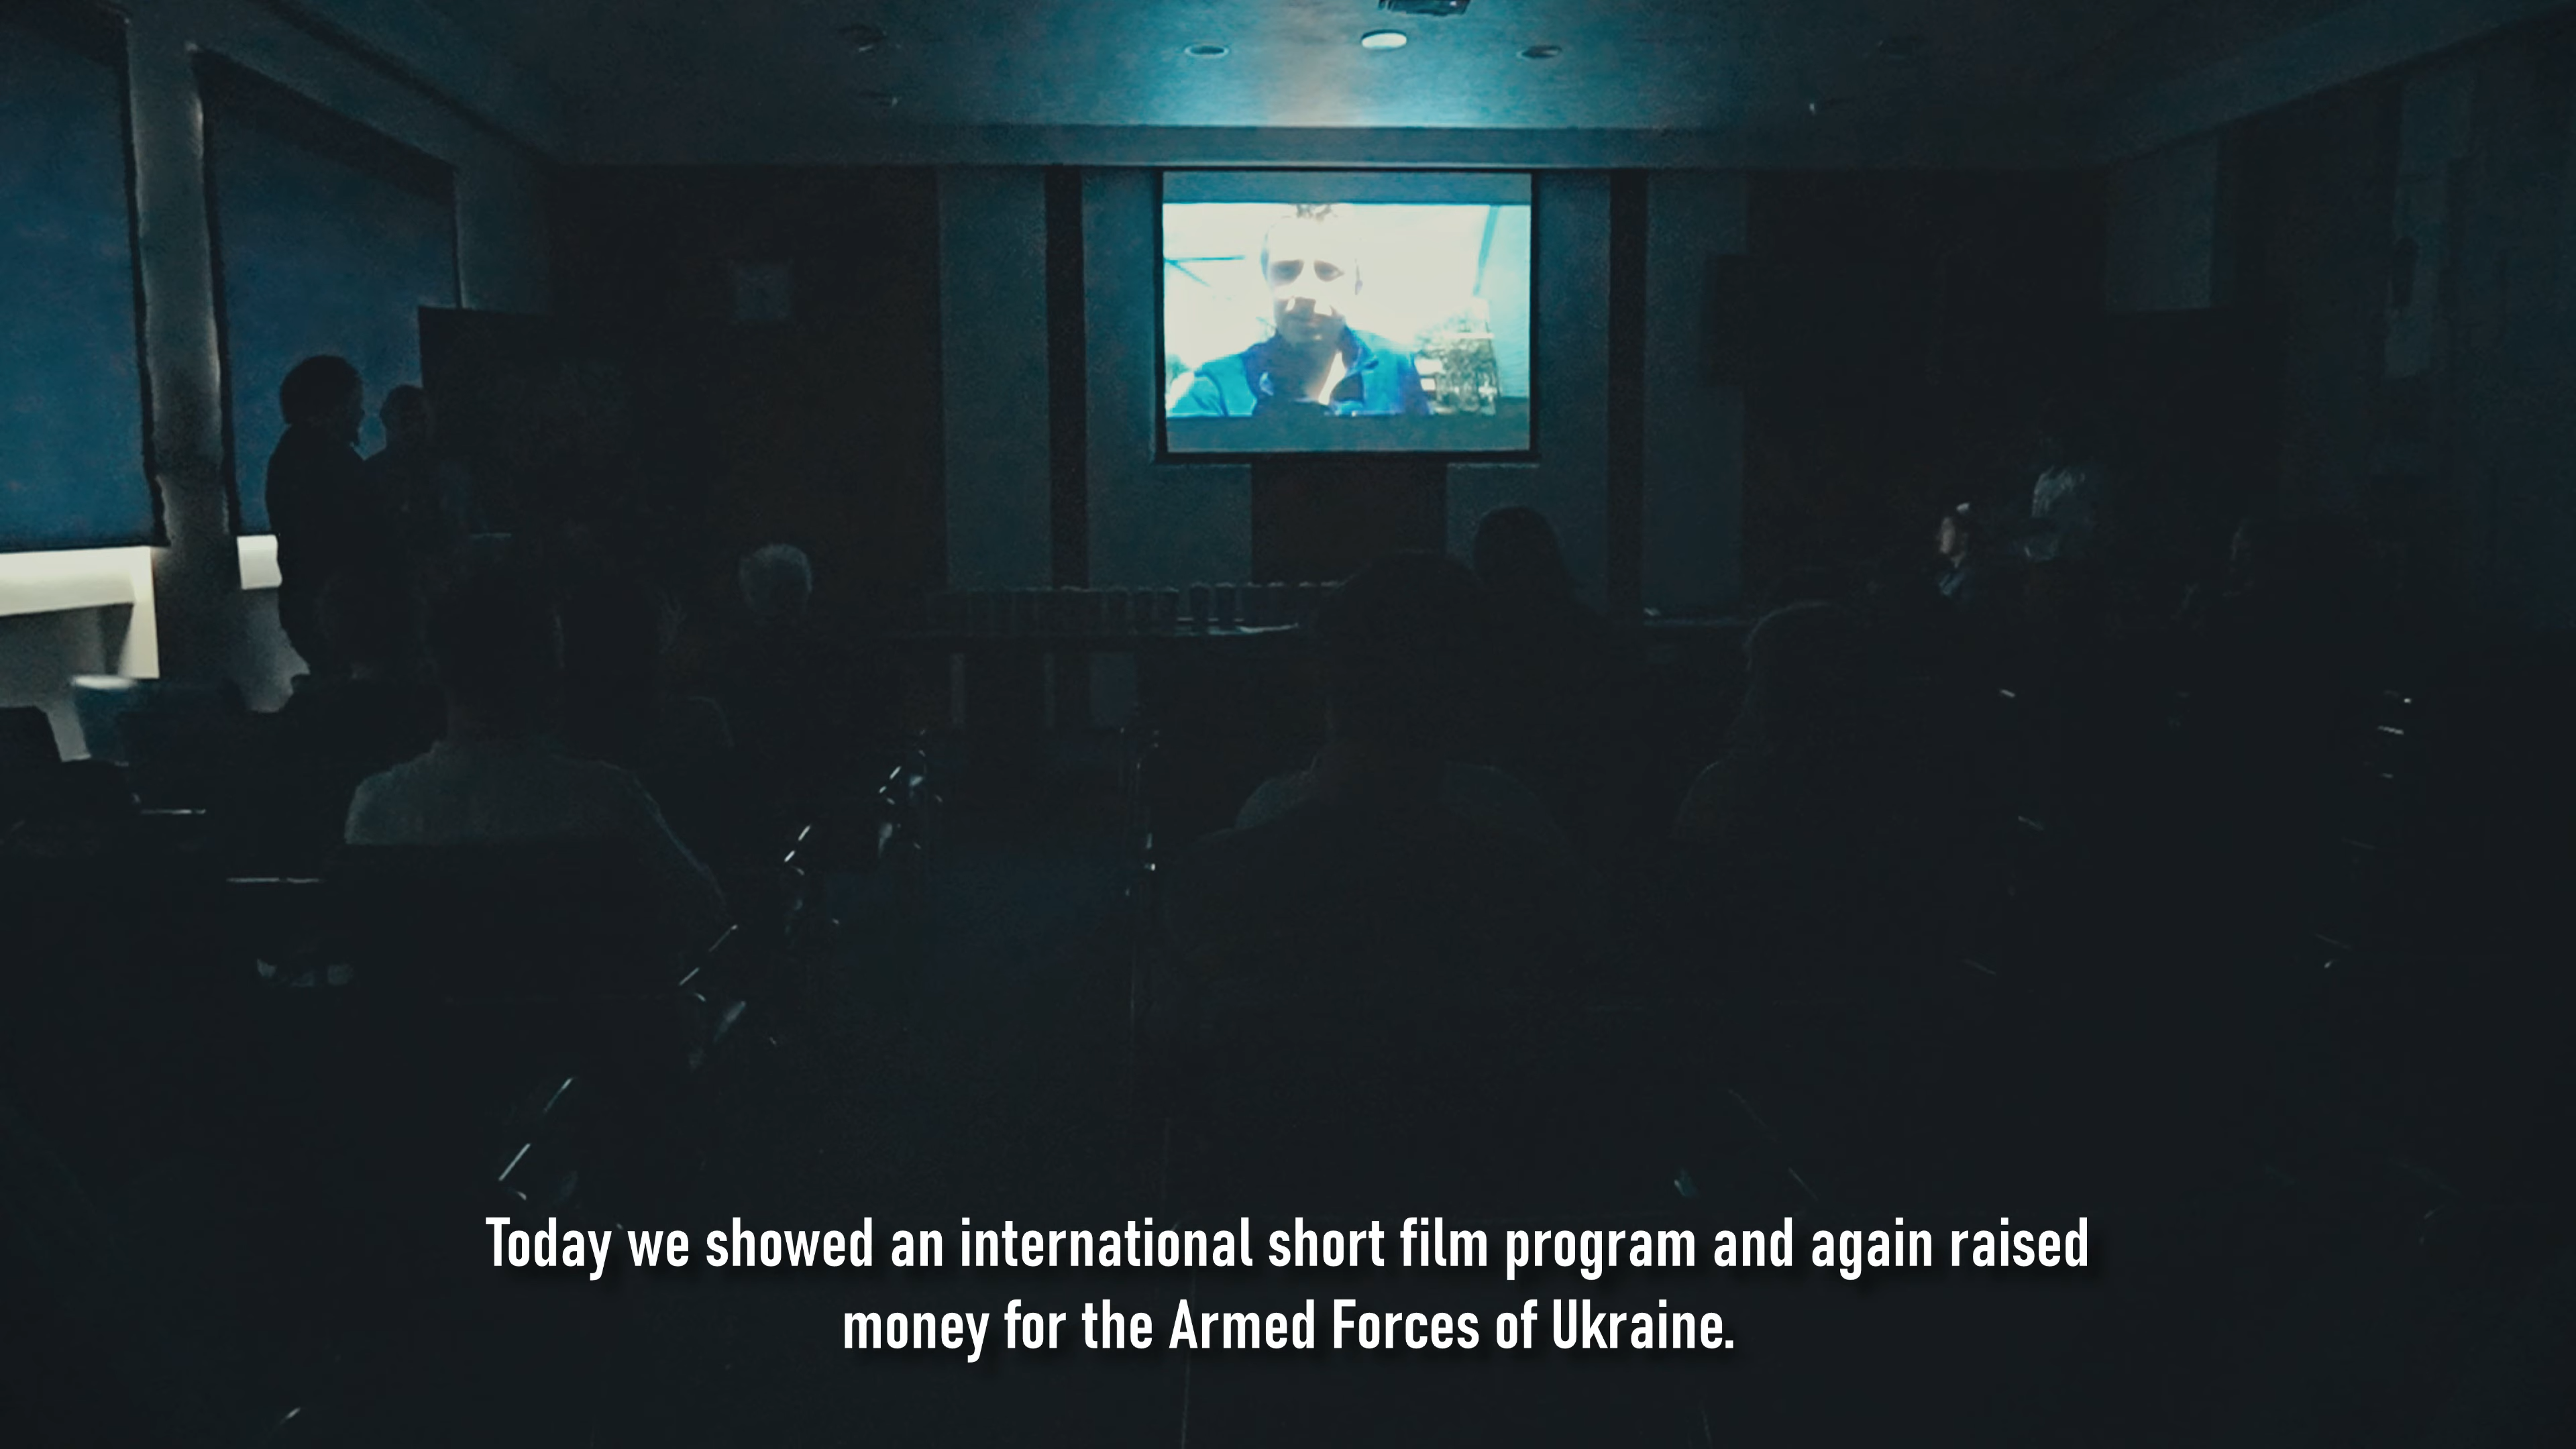 Today we showed an international short film program and again raised
money for the Armed Forces of Ukraine.